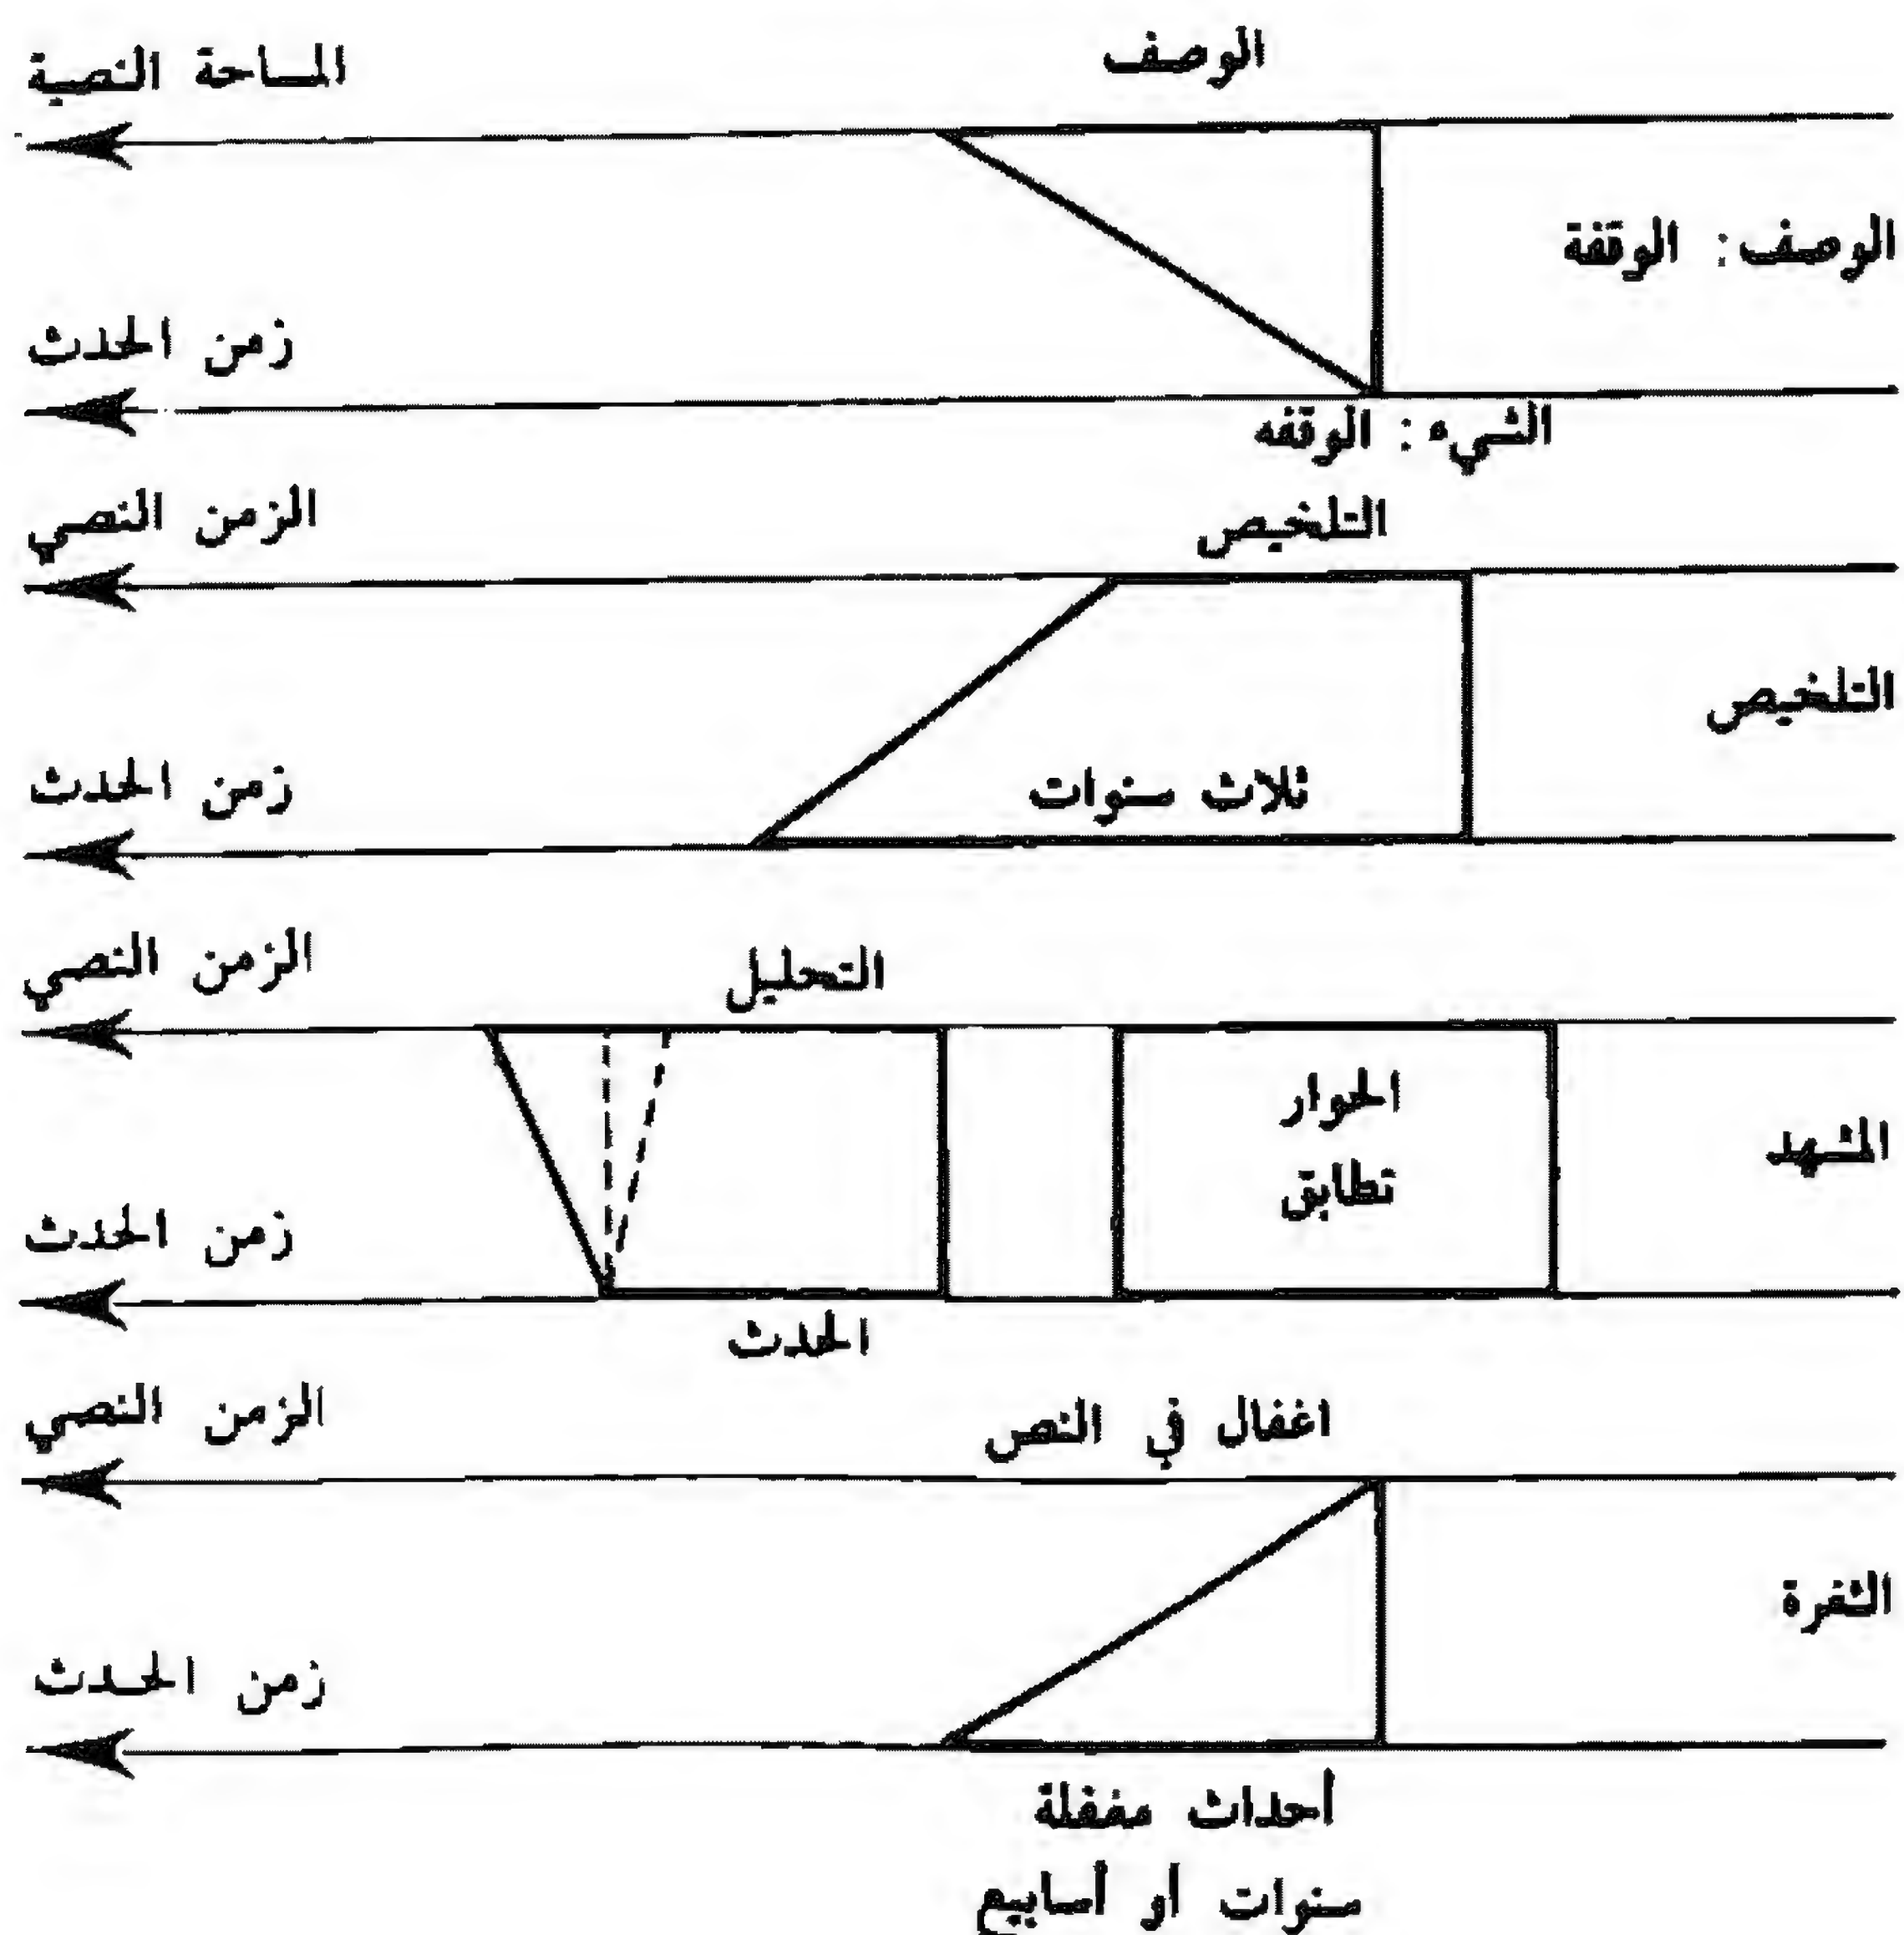 الوصف
المساحة النصية
الوصف: الوقفة
زمن الحدث
الشيء: الوقفه
التلخيص
الزمن النصي
التلخيص
ثلاث سنوات
زمن الحدث
التحليل
الزمن النصي
الحوار
تطابق
المشهد
زمن الحدث
الحدث
اغفال في النص
الزمن النصي
الثغرة
زمن الحدث
أحداث مغفلة
سنوات أو أسابيع